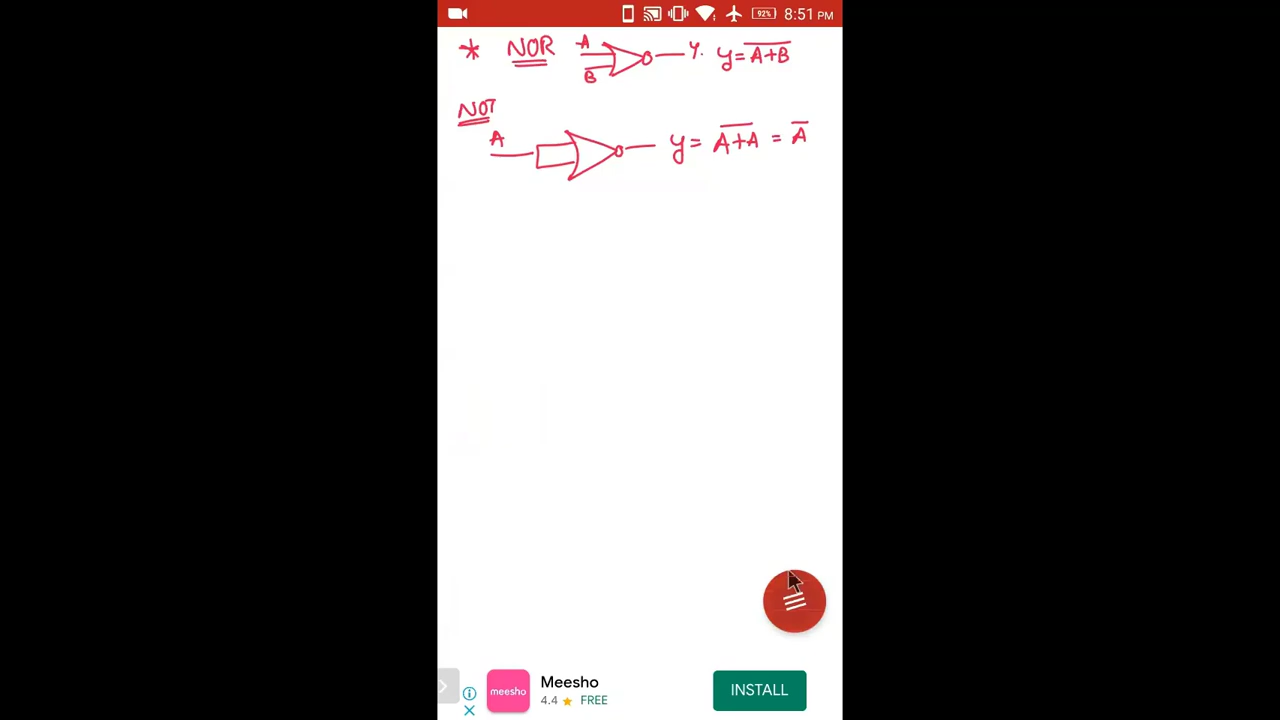 8:51 PM
92%
* NOR A B y. y = A̅+̅B̅
NOT
A y = A̅+̅A̅ = A̅
meesho
Meesho
4.4 ★ FREE
INSTALL